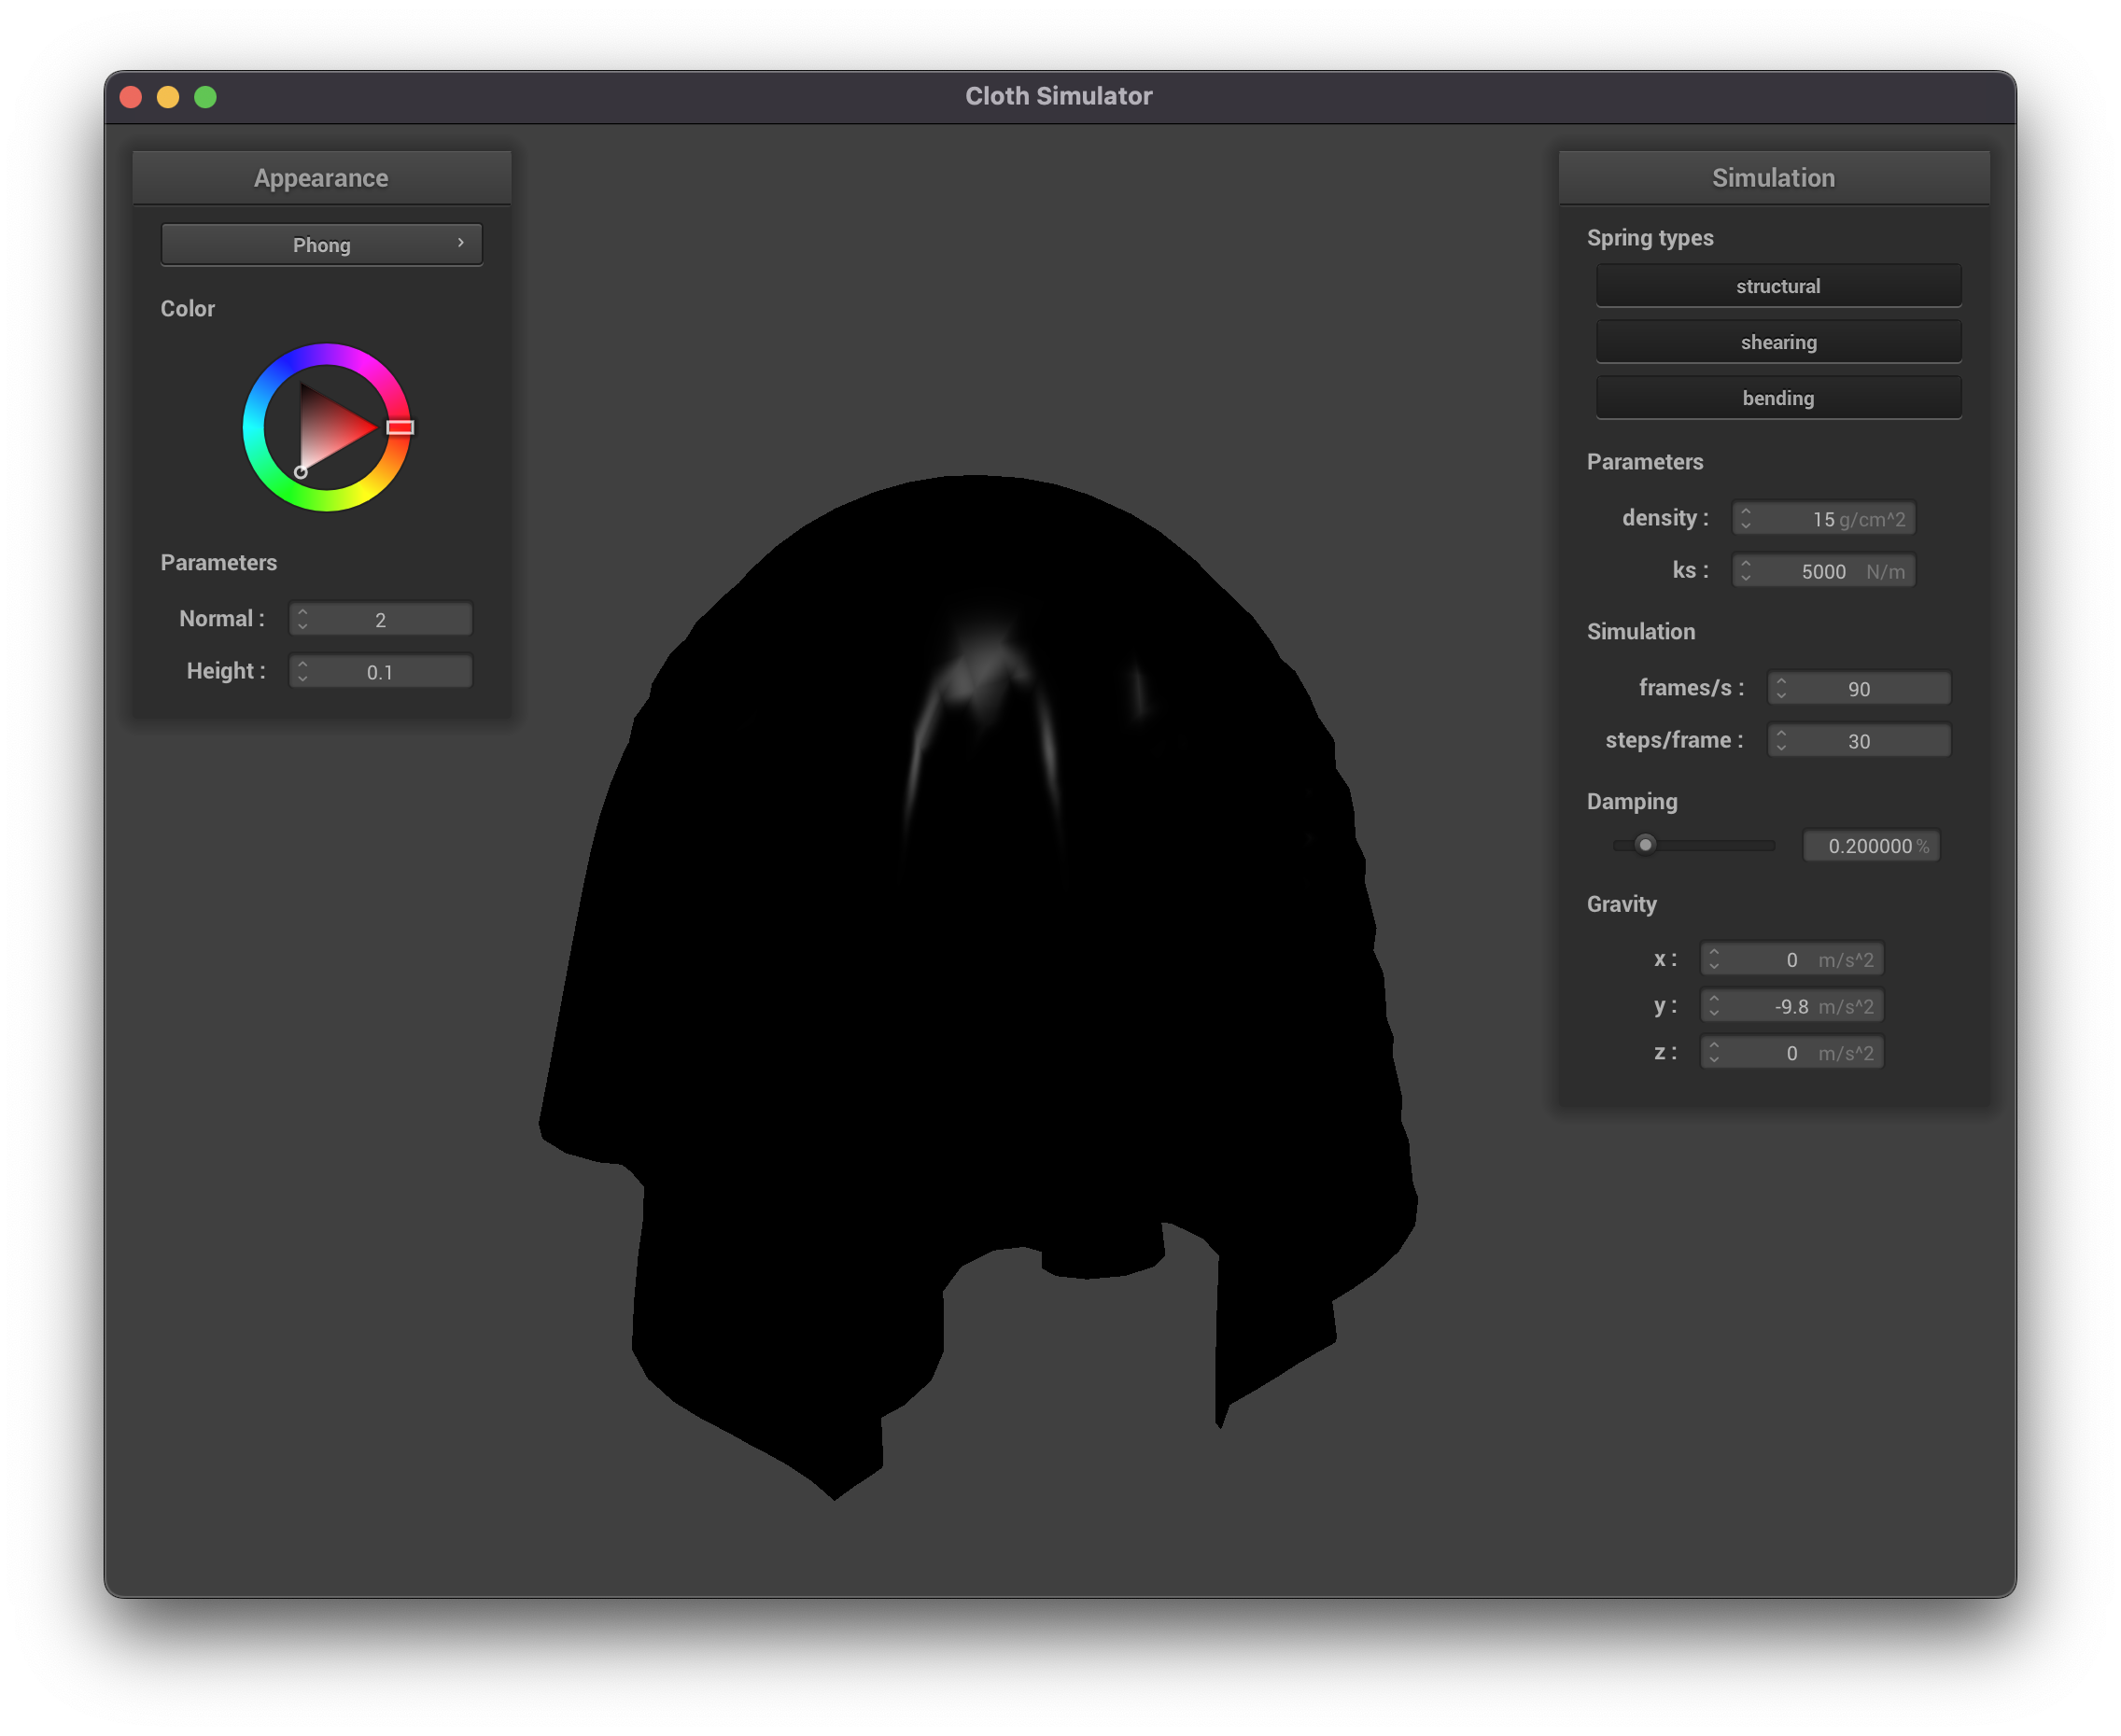 Cloth Simulator
Appearance
Phong
Color
Parameters
Normal : 2
Height : 0.1
Simulation
Spring types
structural
shearing
bending
Parameters
density : 15 g/cm^2
ks : 5000 N/m
Simulation
frames/s : 90
steps/frame : 30
Damping
0.200000 %
Gravity
x : 0 m/s^2
y : -9.8 m/s^2
z : 0 m/s^2